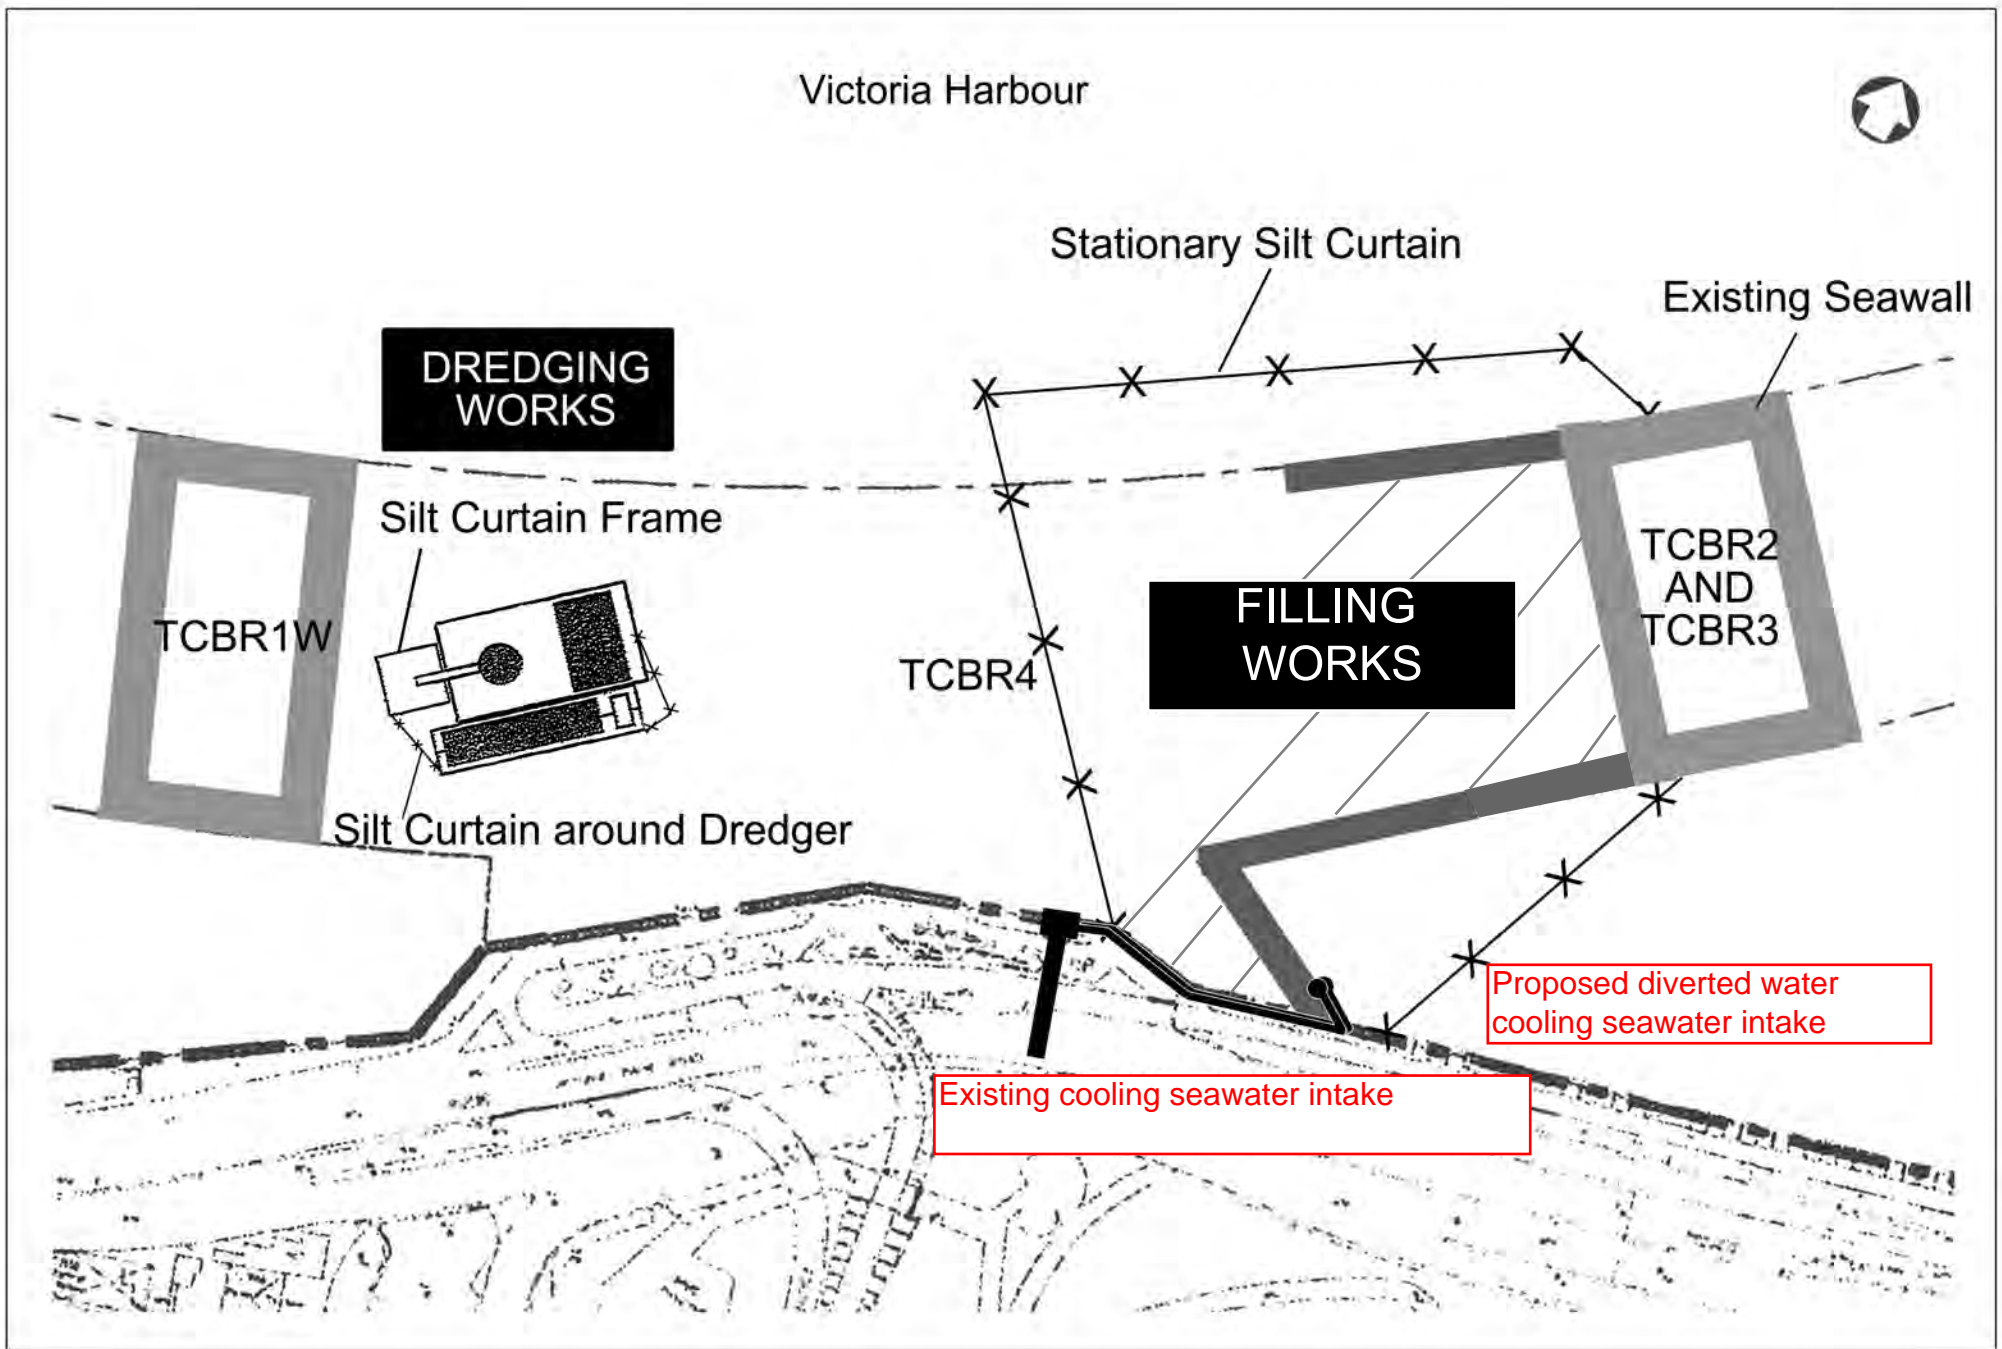 Victoria Harbour
Stationary Silt Curtain
Existing Seawall
DREDGING
WORKS
Silt Curtain Frame
TCBR2
AND
TCBR3
FILLING
WORKS
TCBR1W
TCBR4
Silt Curtain around Dredger
Proposed diverted water
cooling seawater intake
Existing cooling seawater intake